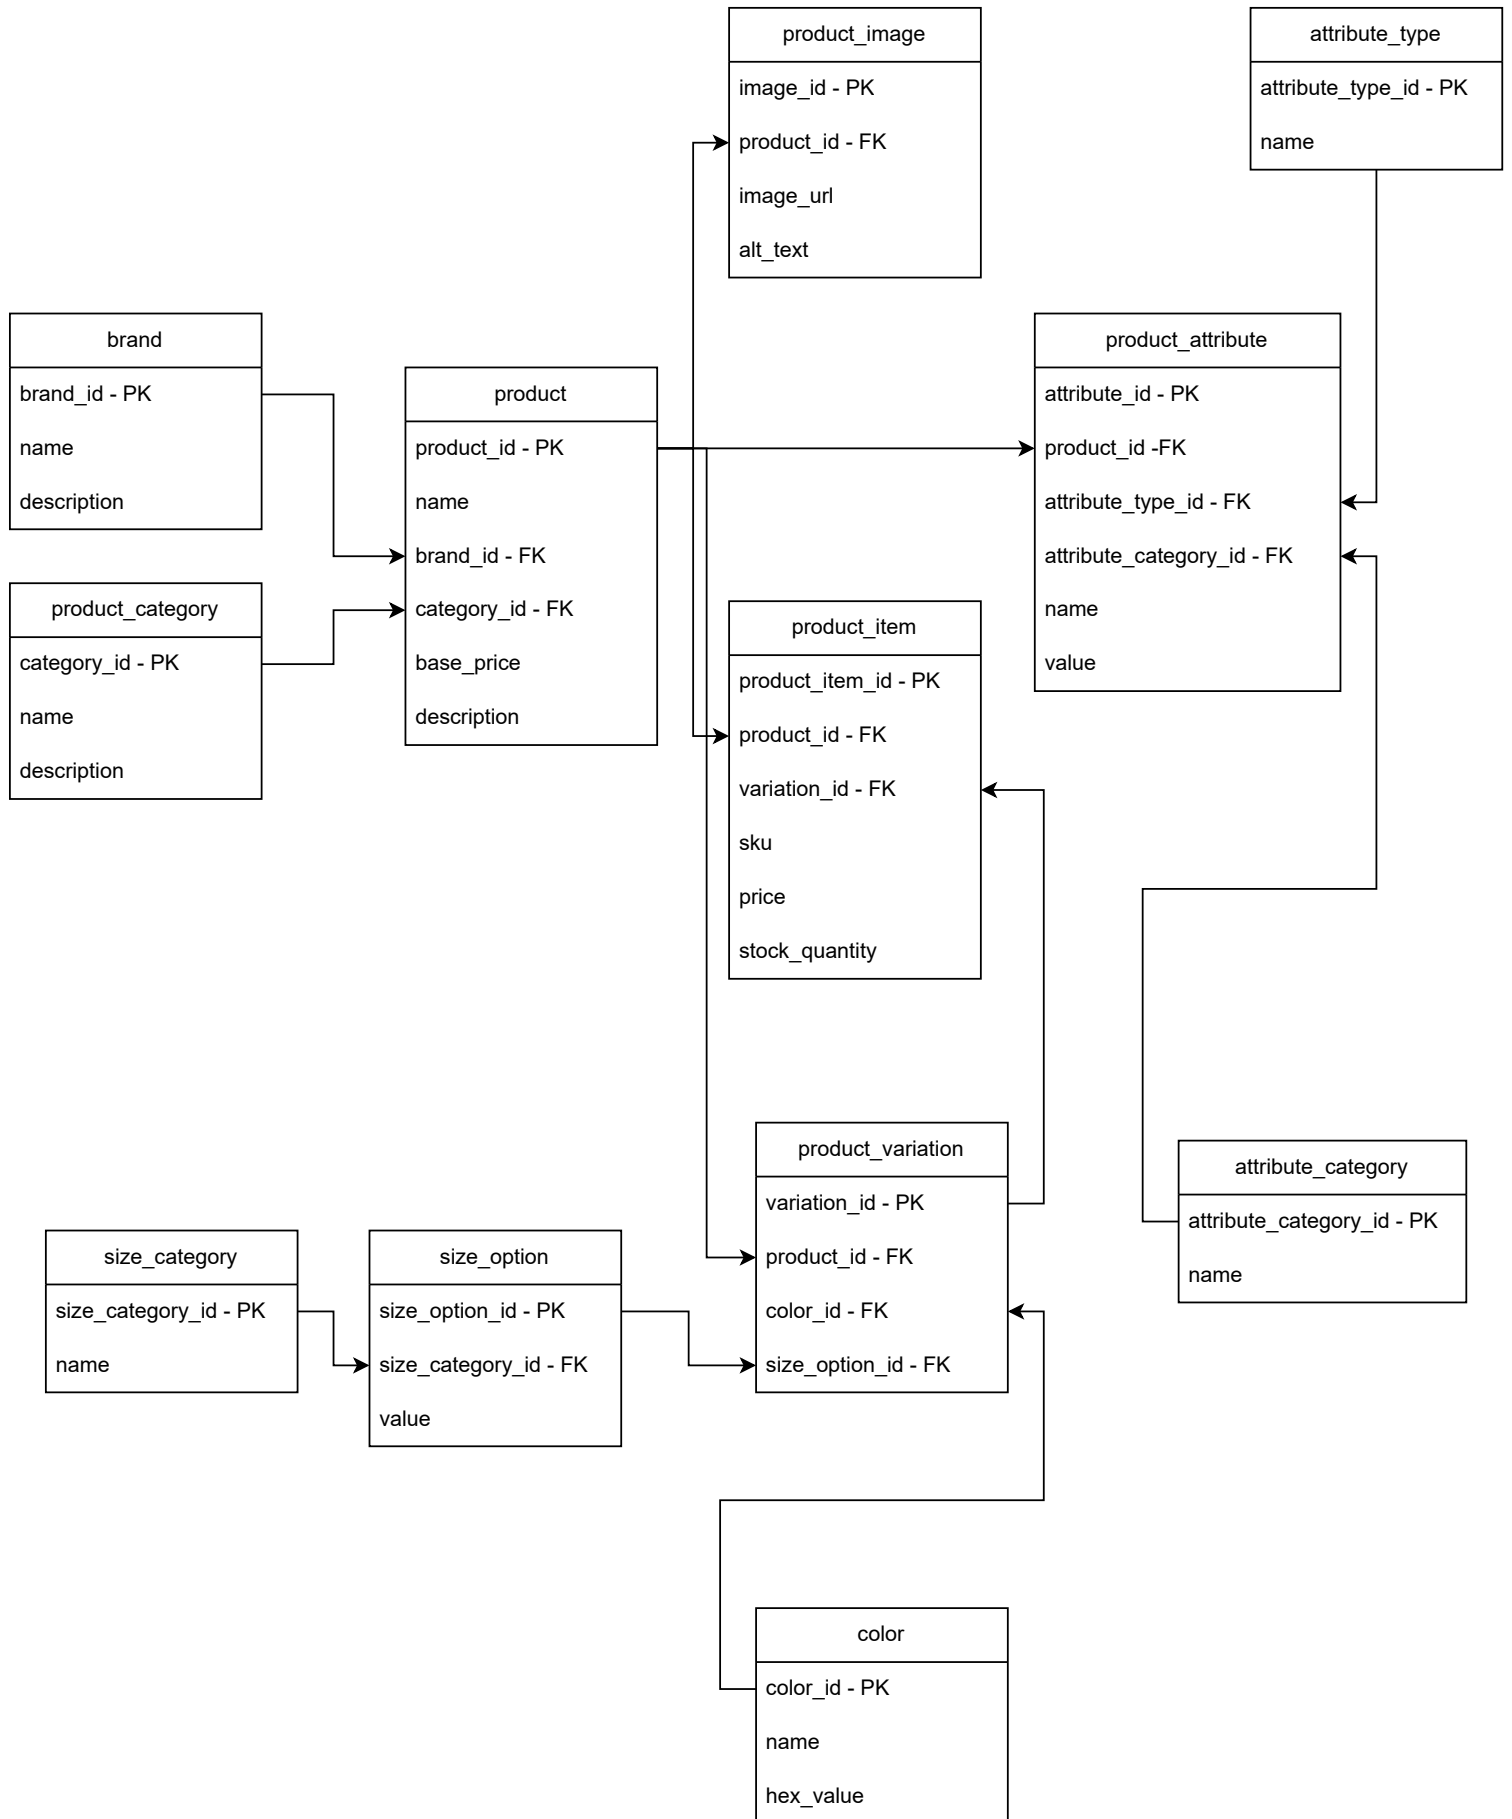 product_image
image_id - PK
product_id - FK
image_url
alt_text
attribute_type
attribute_type_id - PK
name
brand
brand_id - PK
name
description
product
product_id - PK
name
brand_id - FK
category_id - FK
base_price
description
product_attribute
attribute_id - PK
product_id -FK
attribute_type_id - FK
attribute_category_id - FK
name
value
product_category
category_id - PK
name
description
product_item
product_item_id - PK
product_id - FK
variation_id - FK
sku
price
stock_quantity
product_variation
variation_id - PK
product_id - FK
color_id - FK
size_option_id - FK
attribute_category
attribute_category_id - PK
name
size_category
size_category_id - PK
name
size_option
size_option_id - PK
size_category_id - FK
value
color
color_id - PK
name
hex_value